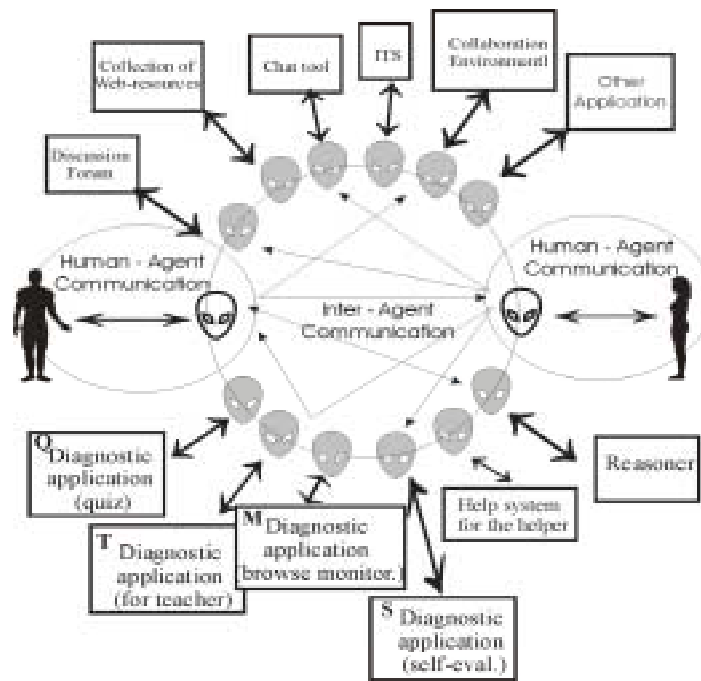 Collection of
Web-resources
Chat tool
ITS
Collaboration
Environmentl
Other
Application
Discussion
Forum
Human - Agent
Communication
Human - Agent
Communication
Inter - Agent
Communication
Q
Diagnostic
application
(quiz)
T Diagnostic
application
(for teacher)
M Diagnostic
application
(browse monitor.)
S Diagnostic
application
(self-eval.)
Help system
for the helper
Reasoner